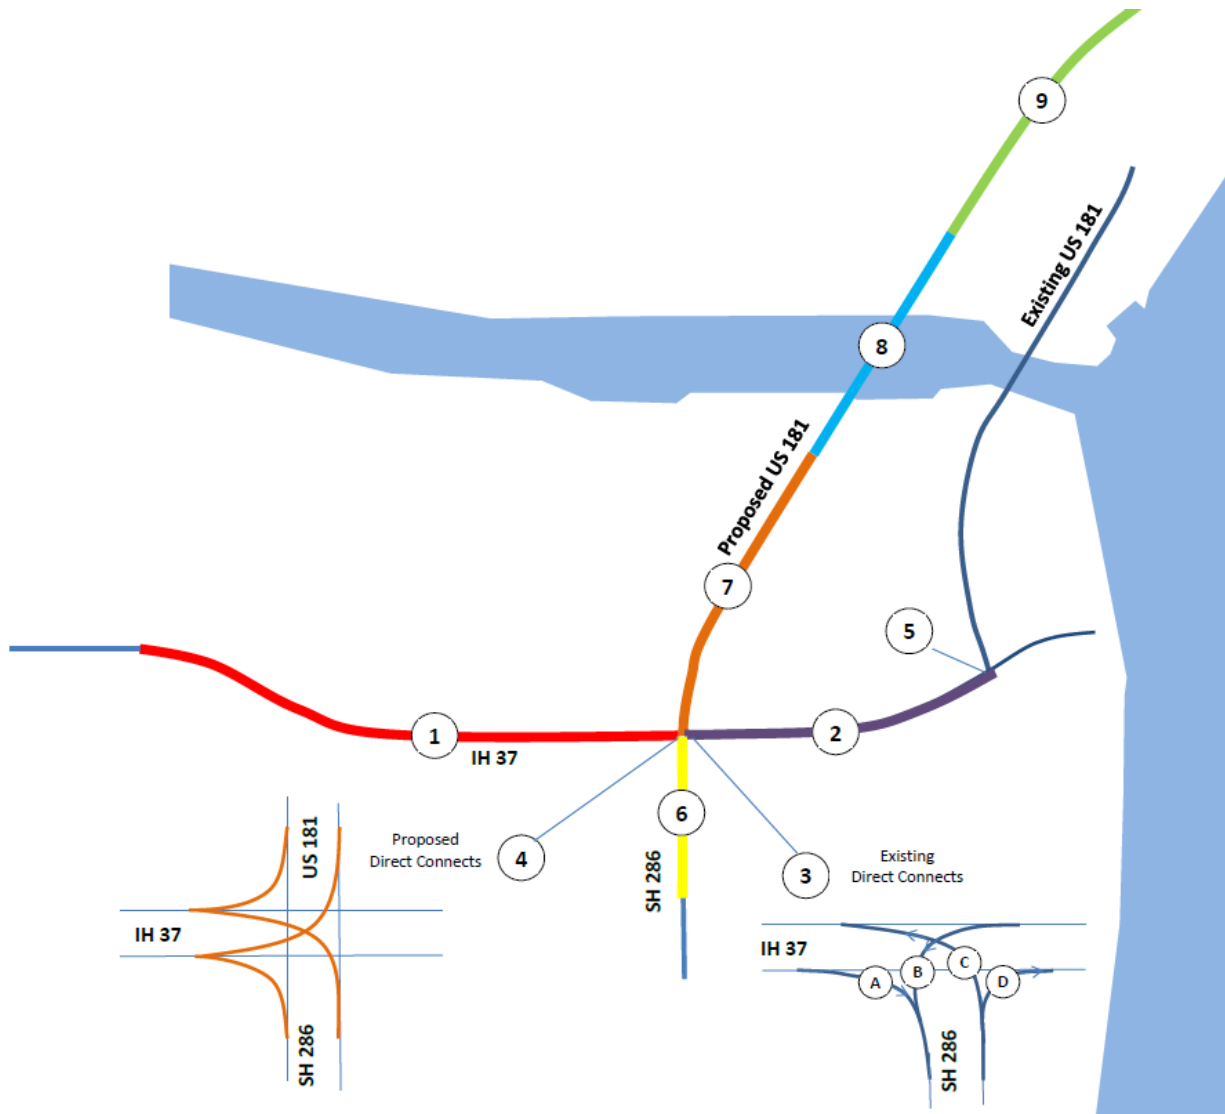 9
Existing US 181
8
Proposed US 181
7
5
1
2
IH 37
6
SH 286
Proposed
Direct Connects
4
3
Existing
Direct Connects
US 181
IH 37
SH 286
IH 37
A
B
C
D
SH 286